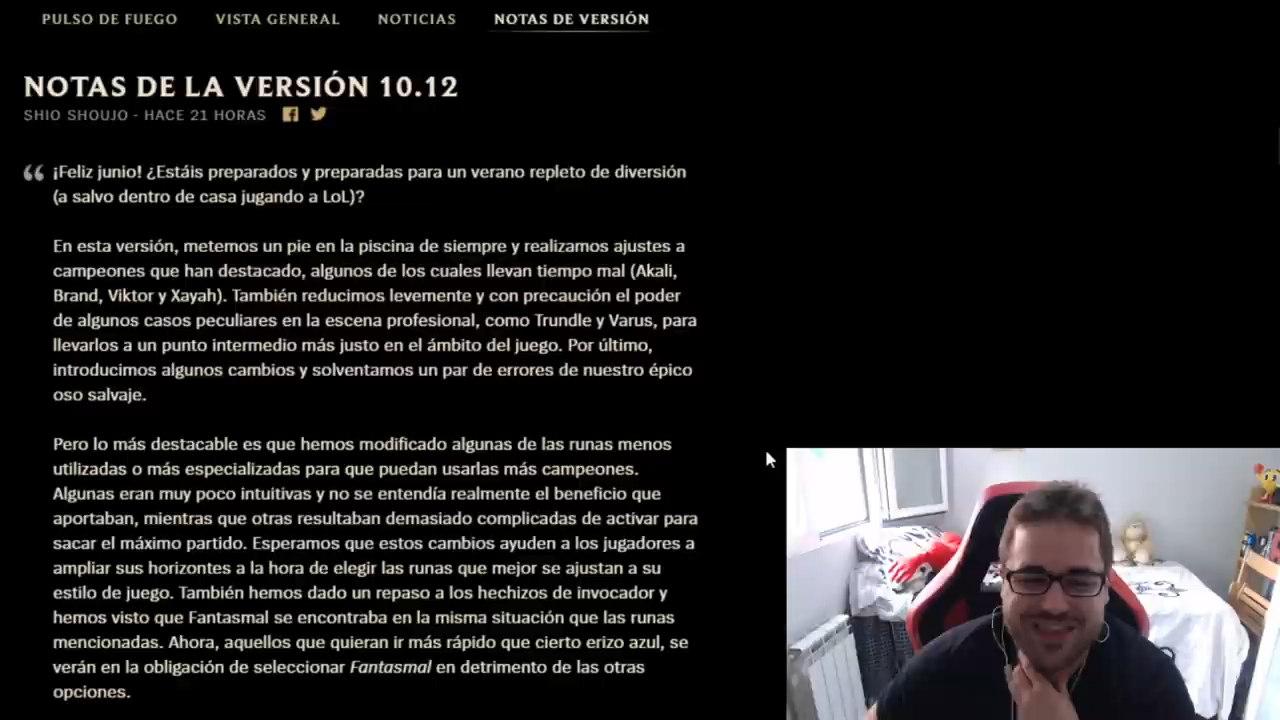 PULSO DE FUEGO VISTA GENERAL NOTICIAS NOTAS DE VERSIÓN
NOTAS DE LA VERSIÓN 10.12
SHIO SHOUJO - HACE 21 HORAS
“ ¡Feliz junio! ¿Estáis preparados y preparadas para un verano repleto de diversión
(a salvo dentro de casa jugando a LoL)?
En esta versión, metemos un pie en la piscina de siempre y realizamos ajustes a
campeones que han destacado, algunos de los cuales llevan tiempo mal (Akali,
Brand, Viktor y Xayah). También reducimos levemente y con precaución el poder
de algunos casos peculiares en la escena profesional, como Trundle y Varus, para
llevarlos a un punto intermedio más justo en el ámbito del juego. Por último,
introducimos algunos cambios y solventamos un par de errores de nuestro épico
oso salvaje.
Pero lo más destacable es que hemos modificado algunas de las runas menos
utilizadas o más especializadas para que puedan usarlas más campeones.
Algunas eran muy poco intuitivas y no se entendía realmente el beneficio que
aportaban, mientras que otras resultaban demasiado complicadas de activar para
sacar el máximo partido. Esperamos que estos cambios ayuden a los jugadores a
ampliar sus horizontes a la hora de elegir las runas que mejor se ajustan a su
estilo de juego. También hemos dado un repaso a los hechizos de invocador y
hemos visto que Fantasmal se encontraba en la misma situación que las runas
mencionadas. Ahora, aquellos que quieran ir más rápido que cierto erizo azul, se
verán en la obligación de seleccionar Fantasmal en detrimento de las otras
opciones.